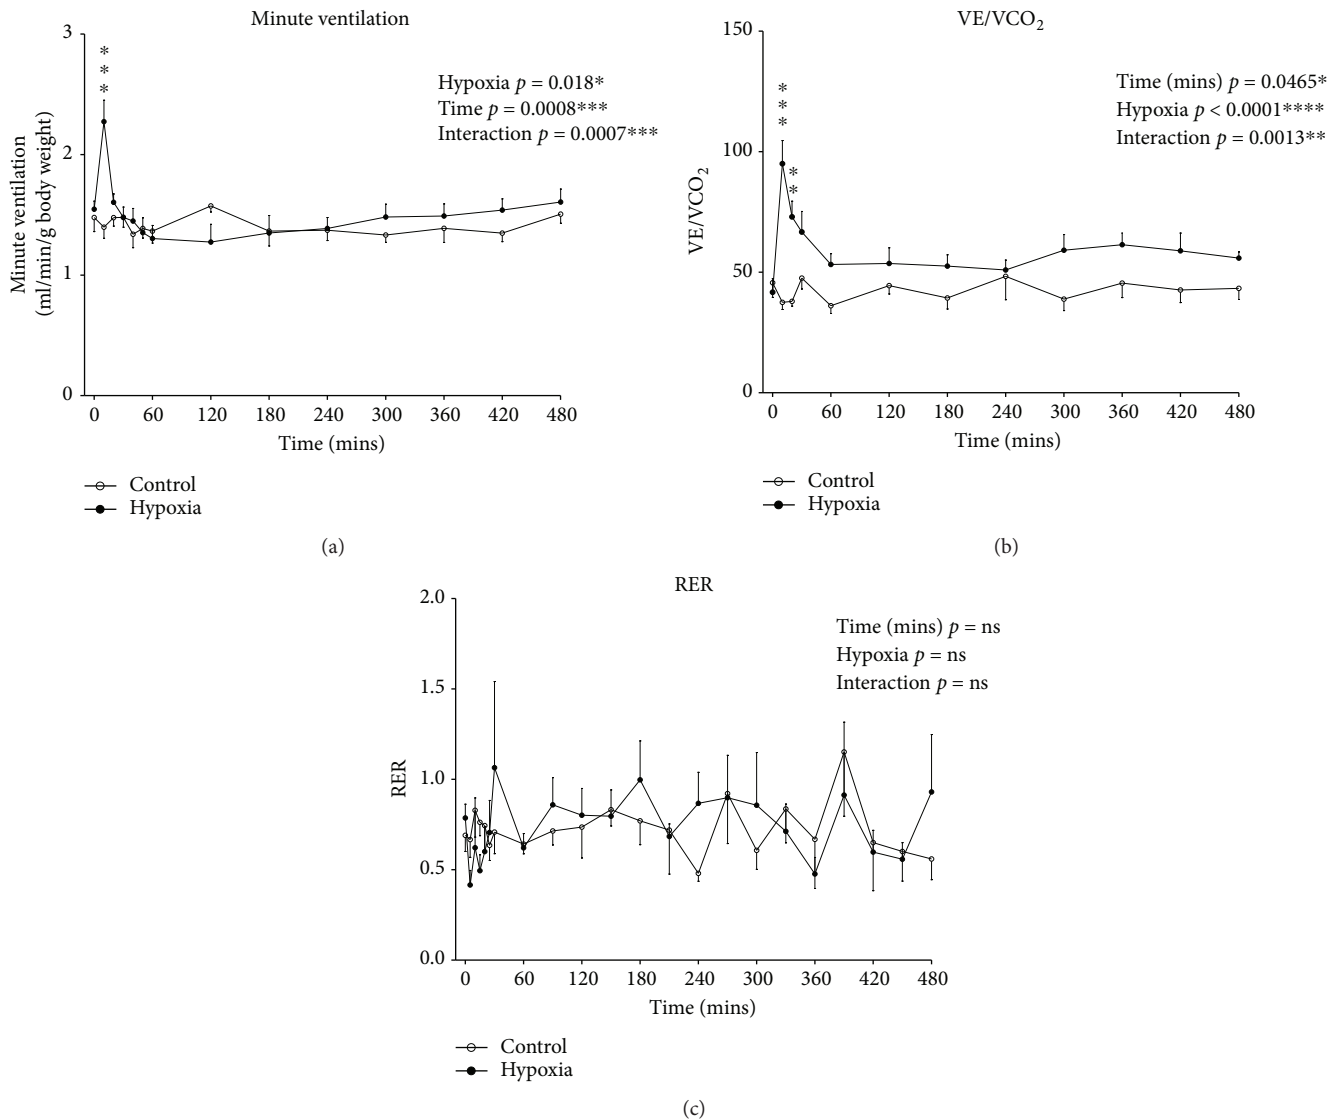 Minute ventilation
3
2
1
0
Minute ventilation
(ml/min/g body weight)
***
Hypoxia p = 0.018*
Time p = 0.0008***
Interaction p = 0.0007***
0 60 120 180 240 300 360 420 480
Time (mins)
Control
Hypoxia
(a)
VE/VCO2
150
100
50
0
VE/VCO2
***
**
Time (mins) p = 0.0465*
Hypoxia p < 0.0001****
Interaction p = 0.0013**
0 60 120 180 240 300 360 420 480
Time (mins)
Control
Hypoxia
(b)
RER
2.0
1.5
1.0
0.5
0.0
RER
Time (mins) p = ns
Hypoxia p = ns
Interaction p = ns
0 60 120 180 240 300 360 420 480
Time (mins)
Control
Hypoxia
(c)